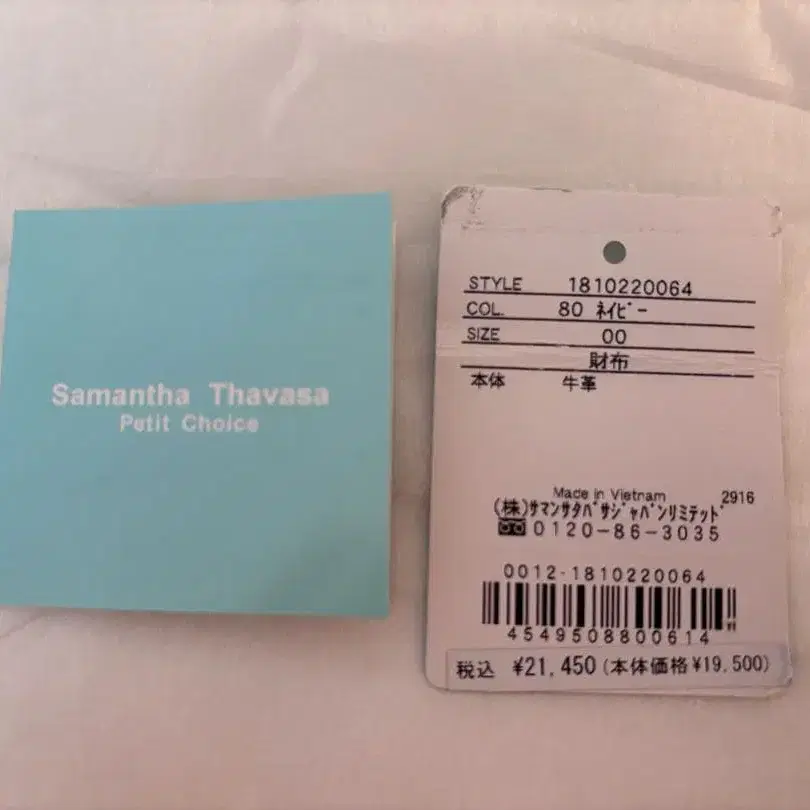 Samantha Thavasa
Petit Choice
STYLE 1810220064
COL. 80 ネイビー
SIZE 00
財布
本体 牛革
Made in Vietnam 2916
(株)サマンサタバサジャパンリミテッド
0120-86-3035
0012-1810220064
4549508800614
税込 ¥21,450(本体価格¥19,500)